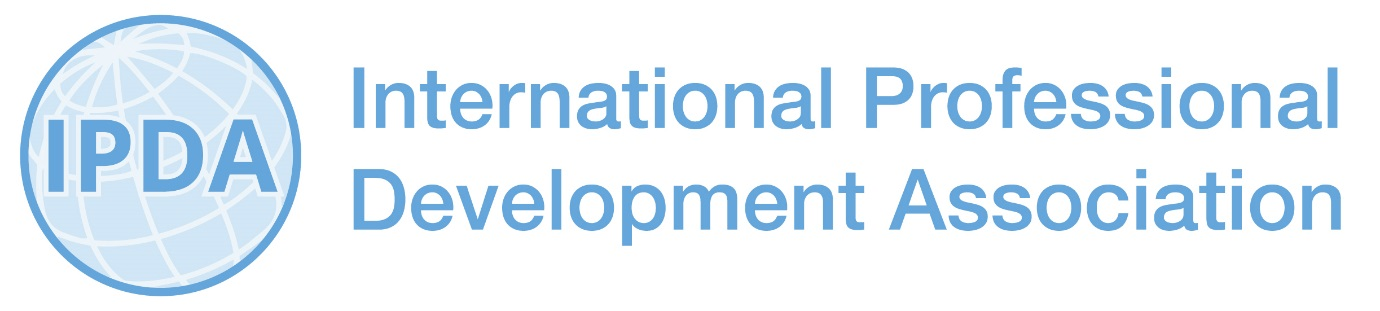 IPDA
International Professional
Development Association